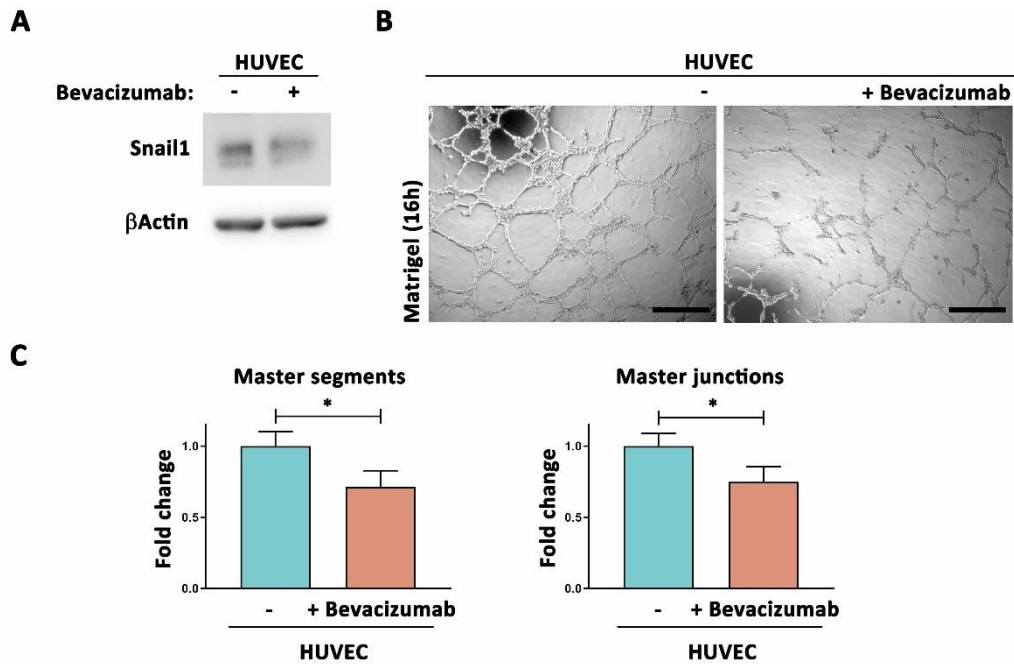 A
HUVEC
Bevacizumab: - +
Snail1
βActin
B
HUVEC
- + Bevacizumab
Matrigel (16h)
C
Master segments
*
Fold change
1.0
0.5
0.0
- + Bevacizumab
HUVEC
Master junctions
*
Fold change
1.0
0.5
0.0
- + Bevacizumab
HUVEC